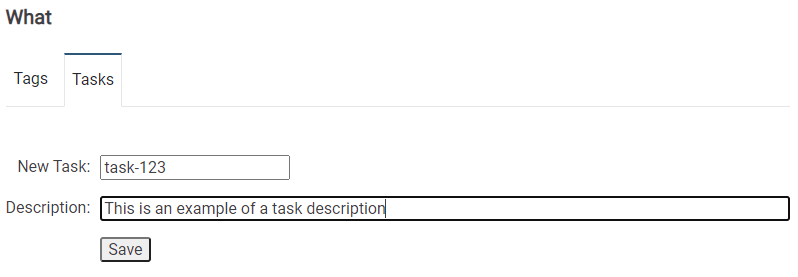 What
Tags Tasks
New Task: task-123
Description: This is an example of a task description
Save